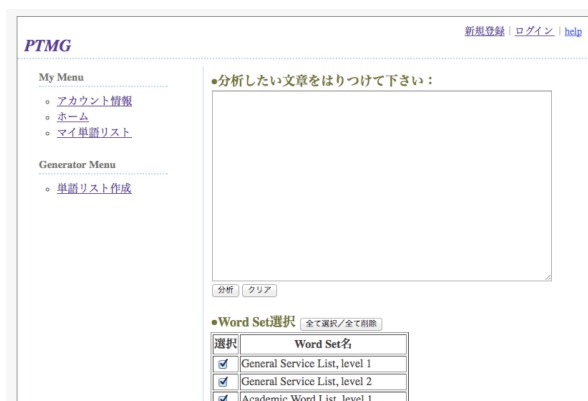 新規登録 | ログイン | help
PTMG
My Menu
アカウント情報
ホーム
マイ単語リスト
Generator Menu
単語リスト作成
●分析したい文章をはりつけて下さい：
分析 クリア
●Word Set選択 全て選択／全て削除
選択 Word Set名
General Service List, level 1
General Service List, level 2
Academic Word List, level 1